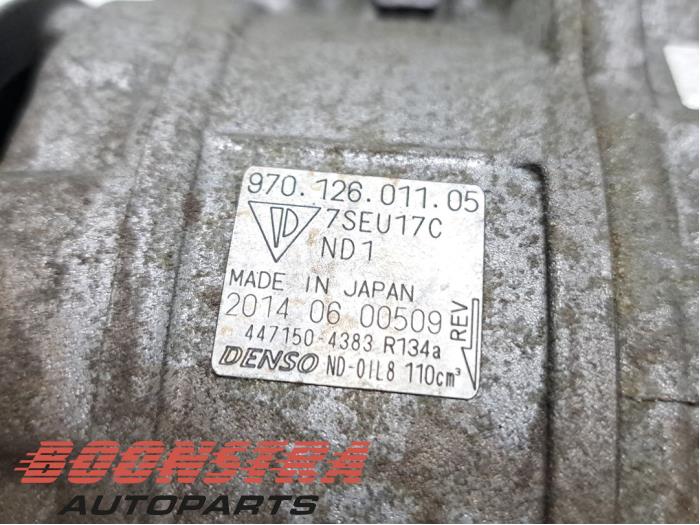 970.126.011.05
7SEU17C
ND1
MADE IN JAPAN
2014 06 00509
REV
447150-4383 R134a
DENSO ND-OIL8 110cm³
BOONSTRA
AUTOPARTS